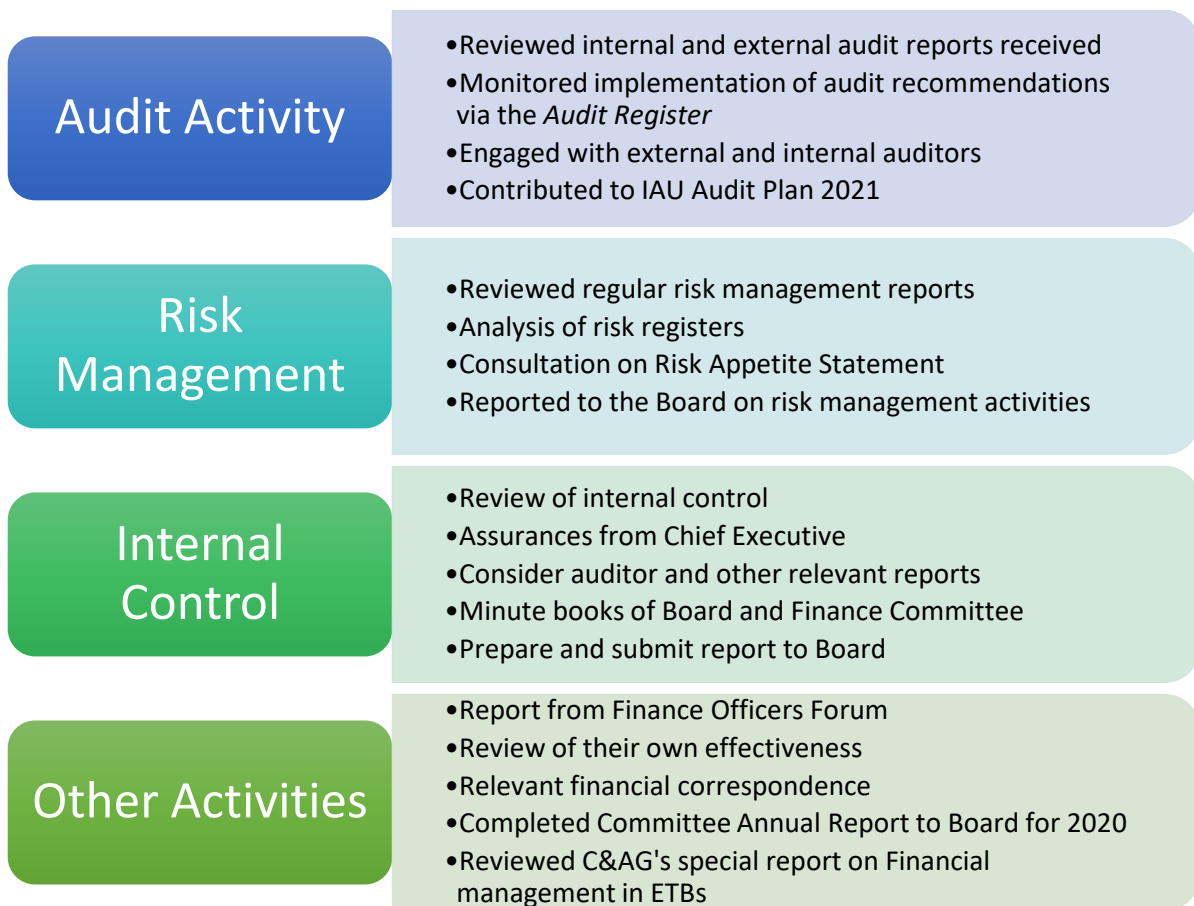 Audit Activity
•Reviewed internal and external audit reports received
•Monitored implementation of audit recommendations
via the Audit Register
•Engaged with external and internal auditors
•Contributed to IAU Audit Plan 2021
Risk
Management
•Reviewed regular risk management reports
•Analysis of risk registers
•Consultation on Risk Appetite Statement
•Reported to the Board on risk management activities
Internal
Control
•Review of internal control
•Assurances from Chief Executive
•Consider auditor and other relevant reports
•Minute books of Board and Finance Committee
•Prepare and submit report to Board
Other Activities
•Report from Finance Officers Forum
•Review of their own effectiveness
•Relevant financial correspondence
•Completed Committee Annual Report to Board for 2020
•Reviewed C&AG's special report on Financial
management in ETBs